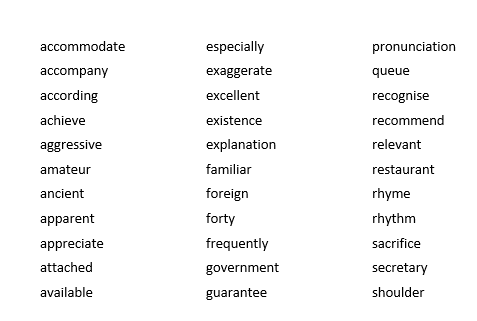 accommodate especially pronunciation
accompany exaggerate queue
according excellent recognise
achieve existence recommend
aggressive explanation relevant
amateur familiar restaurant
ancient foreign rhyme
apparent forty rhythm
appreciate frequently sacrifice
attached government secretary
available guarantee shoulder